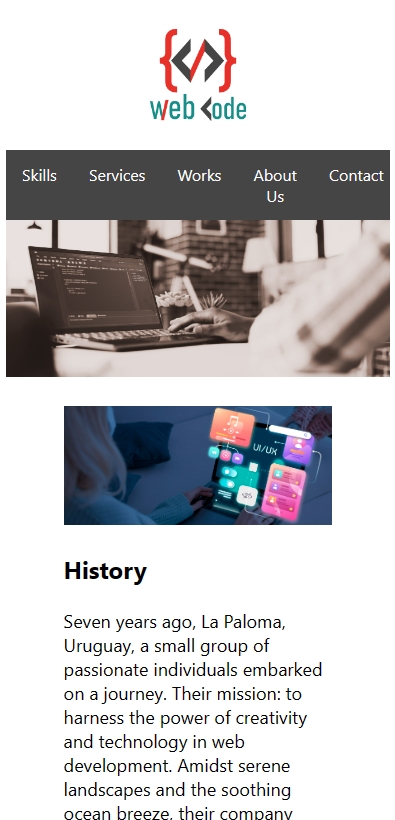 web code
Skills Services Works About Us Contact
UI/UX
History
Seven years ago, La Paloma,
Uruguay, a small group of
passionate individuals embarked
on a journey. Their mission: to
harness the power of creativity
and technology in web
development. Amidst serene
landscapes and the soothing
ocean breeze, their company